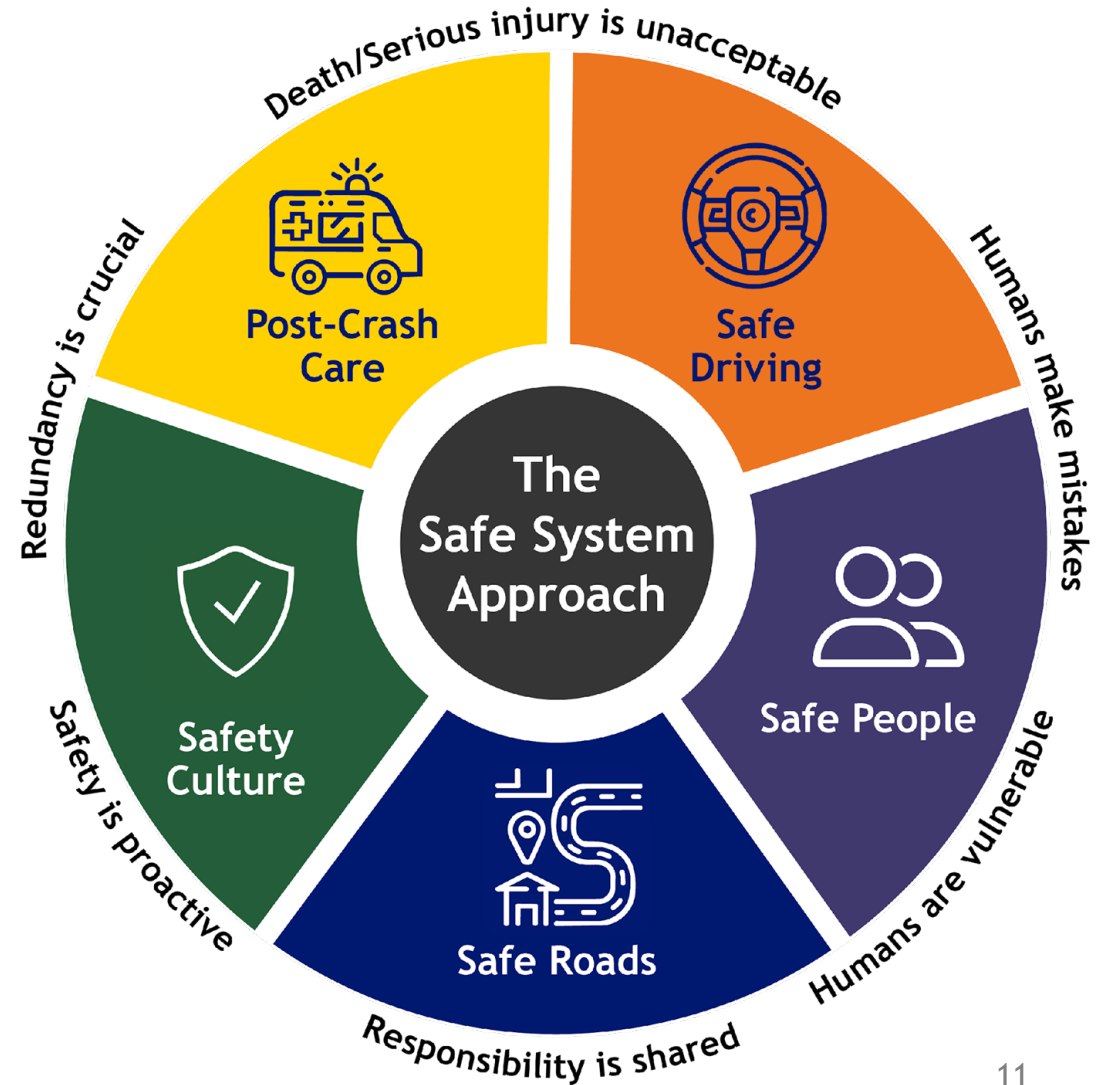 Death/Serious injury is unacceptable
Humans make mistakes
Humans are vulnerable
Responsibility is shared
Safety is proactive
Redundancy is crucial
Post-Crash
Care
Safe
Driving
The
Safe System
Approach
Safe People
Safety
Culture
Safe Roads
11